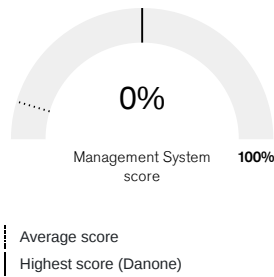 0%
Management System
score
100%
Average score
Highest score (Danone)